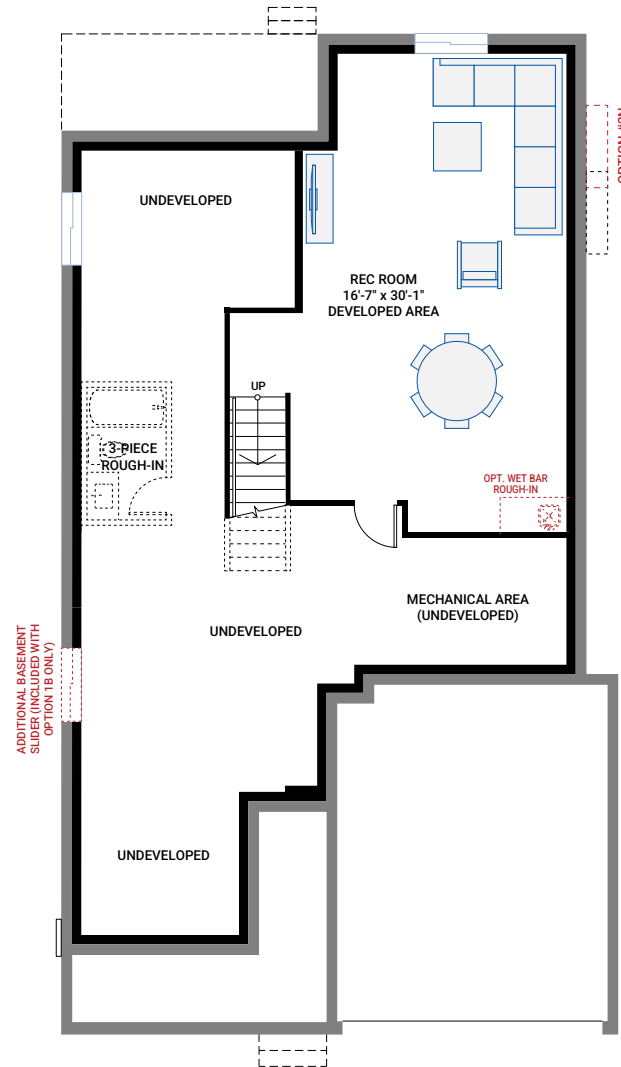 UNDEVELOPED
REC ROOM
16'-7" x 30'-1"
DEVELOPED AREA
UP
3-PIECE
ROUGH-IN
OPT. WET BAR
ROUGH-IN
MECHANICAL AREA
(UNDEVELOPED)
UNDEVELOPED
ADDITIONAL BASEMENT
SLIDER (INCLUDED WITH
OPTION 1B ONLY)
UNDEVELOPED